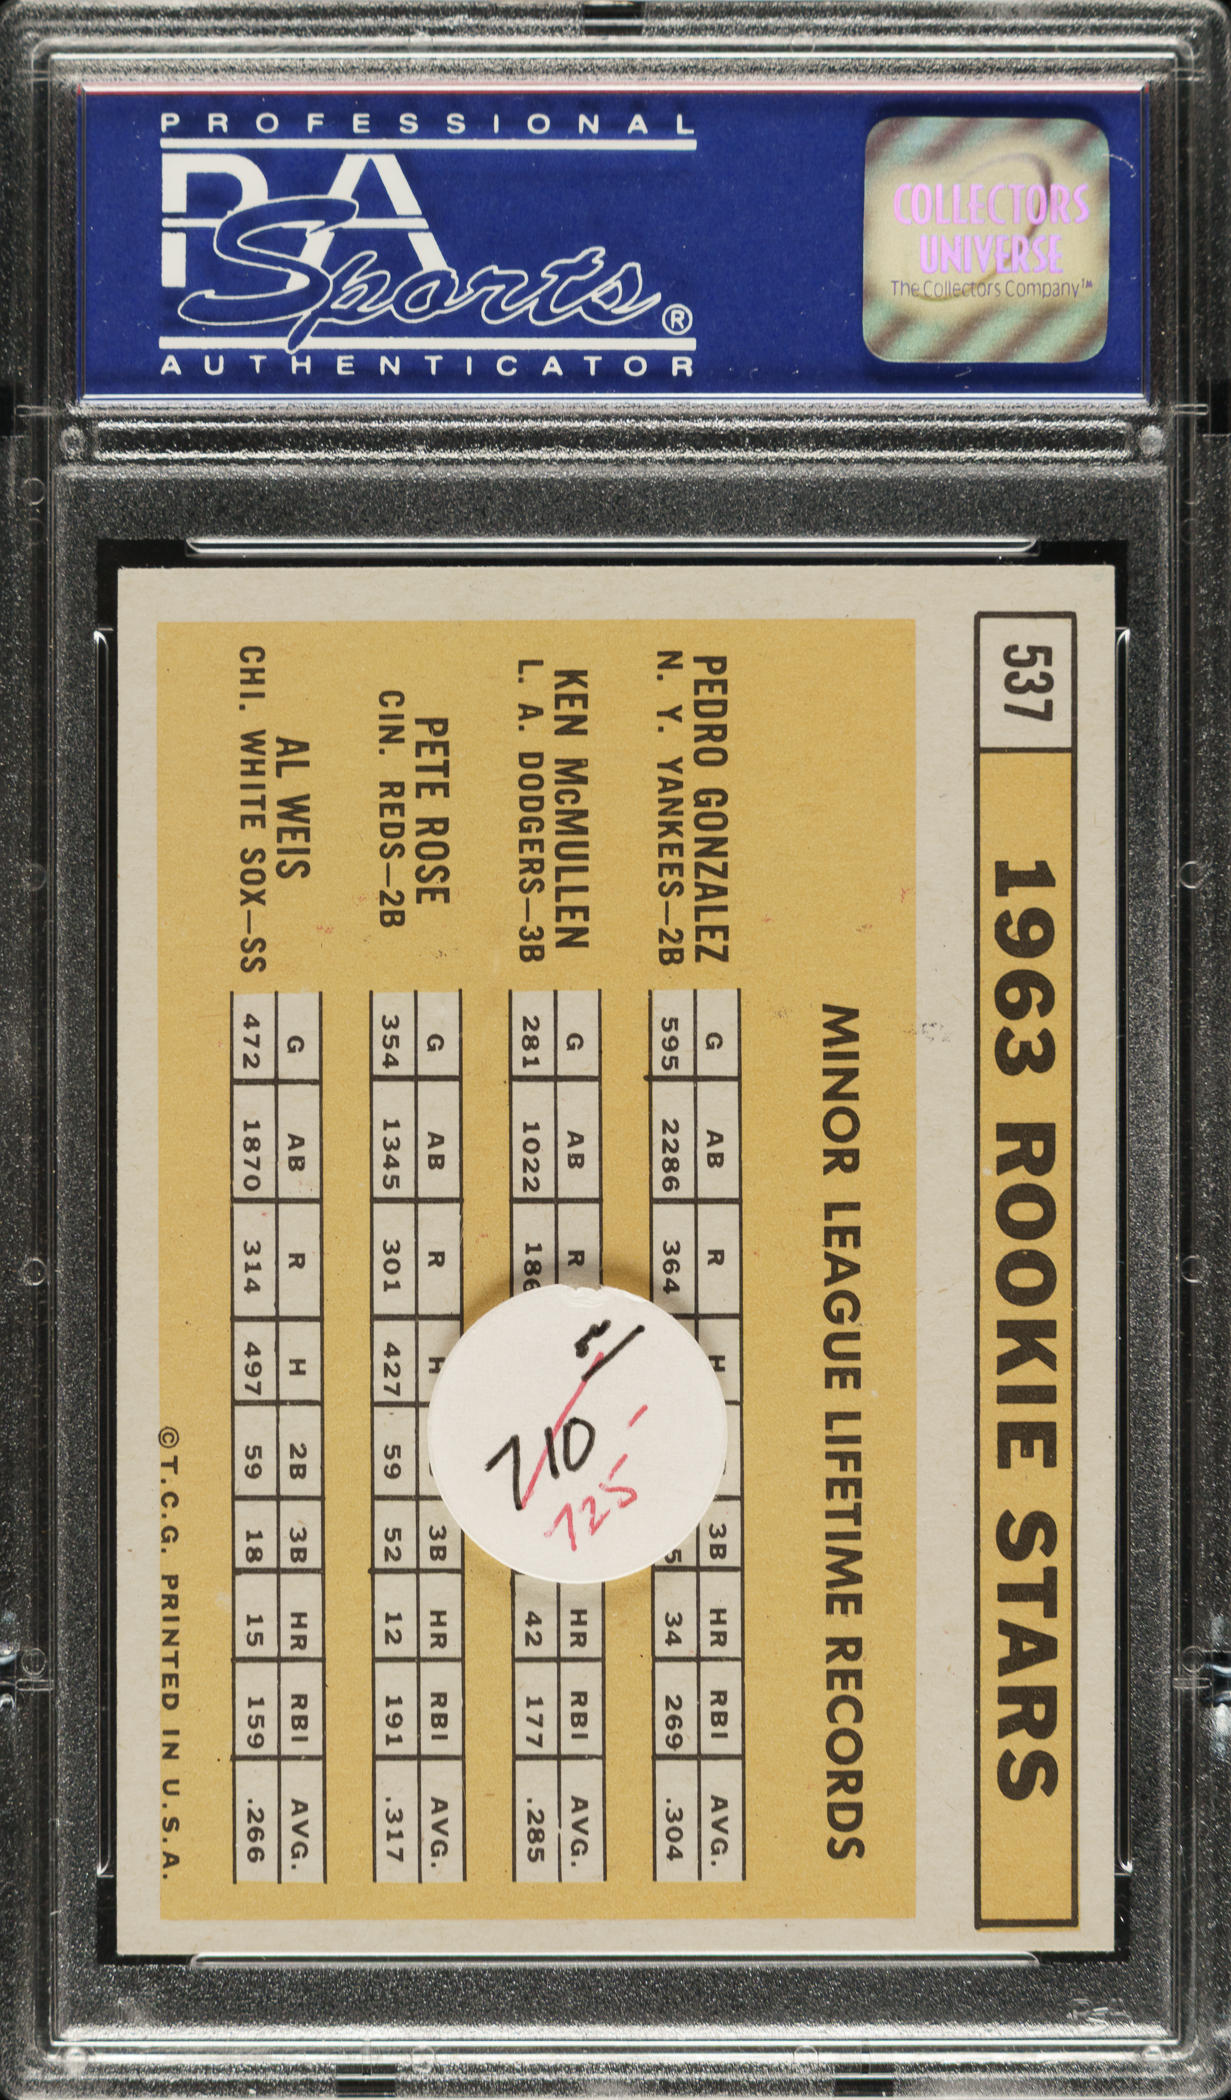 PROFESSIONAL
PSA
Sports®
AUTHENTICATOR
COLLECTORS
UNIVERSE
The Collectors Company™
537 1963 ROOKIE STARS
MINOR LEAGUE LIFETIME RECORDS
PEDRO GONZALEZ G AB R H 3B HR RBI AVG.
N. Y. YANKEES—2B 595 2286 364 34 269 .304
KEN McMULLEN G AB R HR RBI AVG.
L. A. DODGERS—3B 281 1022 186 42 177 .285
PETE ROSE G AB R H 3B HR RBI AVG.
CIN. REDS—2B 354 1345 301 427 59 52 12 191 .317
AL WEIS G AB R H 2B 3B HR RBI AVG.
CHI. WHITE SOX—SS 472 1870 314 497 59 18 15 159 .266
© T.C.G. PRINTED IN U.S.A.
710
725